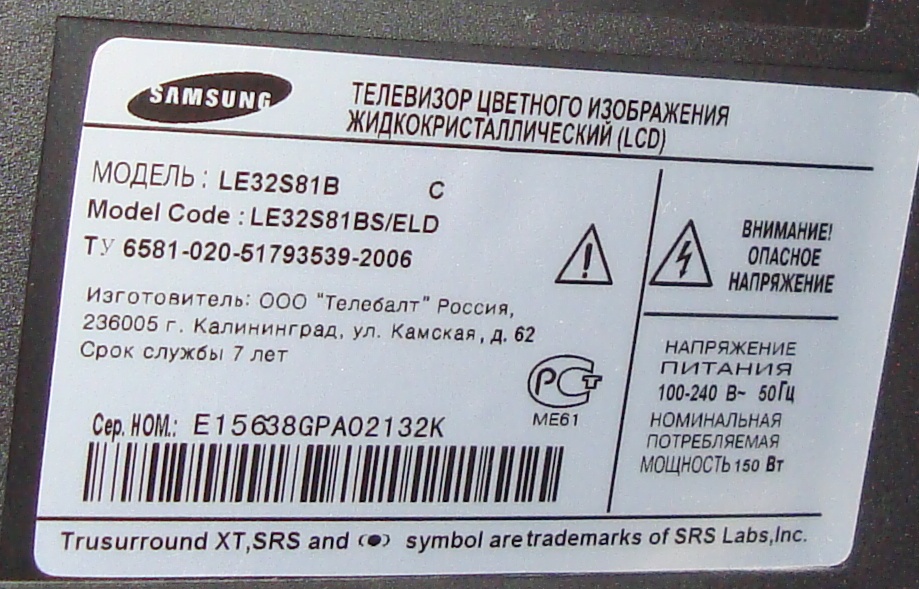 SAMSUNG
ТЕЛЕВИЗОР ЦВЕТНОГО ИЗОБРАЖЕНИЯ
ЖИДКОКРИСТАЛЛИЧЕСКИЙ (LCD)
МОДЕЛЬ : LE32S81B C
Model Code : LE32S81BS/ELD
ТУ 6581-020-51793539-2006
Изготовитель: ООО "Телебалт" Россия,
236005 г. Калининград, ул. Камская, д. 62
Срок службы 7 лет
РСТ
МЕ61
Сер. НОМ.: E15638GPA02132K
ВНИМАНИЕ!
ОПАСНОЕ
НАПРЯЖЕНИЕ
НАПРЯЖЕНИЕ
ПИТАНИЯ
100-240 В~ 50Гц
НОМИНАЛЬНАЯ
ПОТРЕБЛЯЕМАЯ
МОЩНОСТЬ 150 Вт
Trusurround XT,SRS and (●) symbol are trademarks of SRS Labs,Inc.